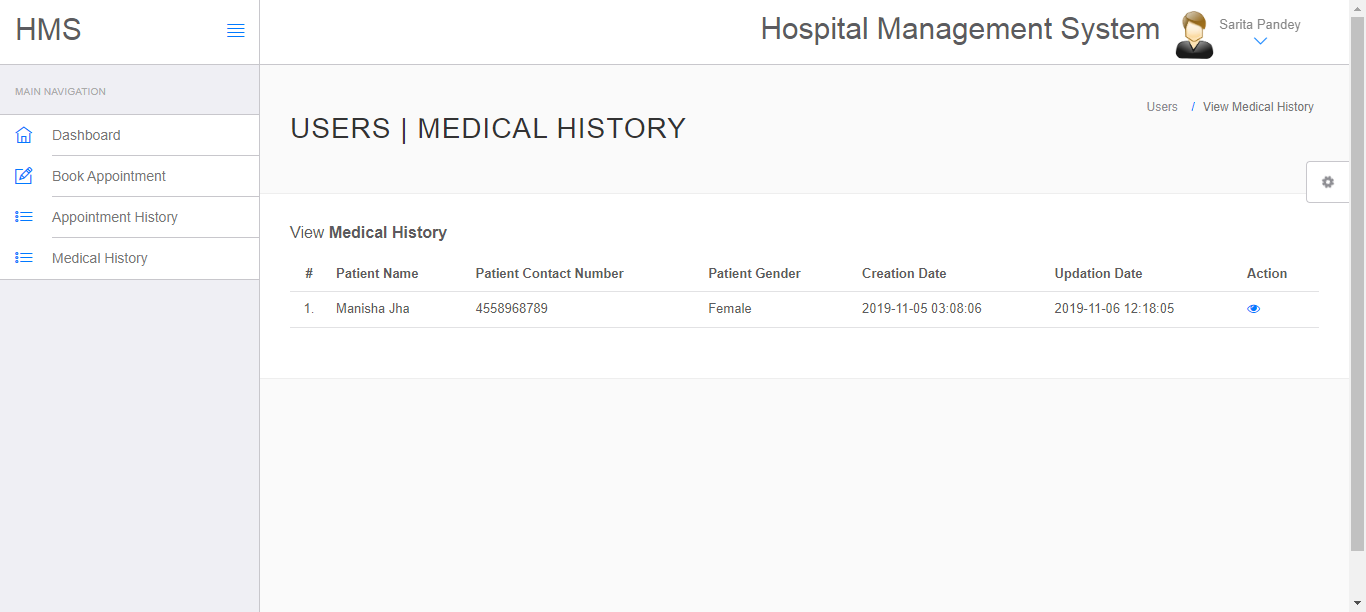 HMS
Hospital Management System
Sarita Pandey
MAIN NAVIGATION
Dashboard
Book Appointment
Appointment History
Medical History
USERS | MEDICAL HISTORY
Users / View Medical History
View Medical History
# Patient Name Patient Contact Number Patient Gender Creation Date Updation Date Action
1. Manisha Jha 4558968789 Female 2019-11-05 03:08:06 2019-11-06 12:18:05